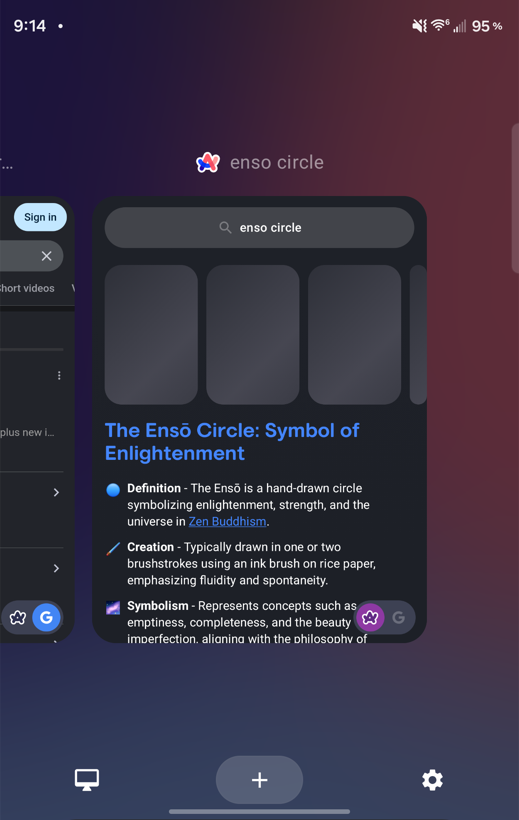 9:14
95 %
r...
enso circle
Sign in
enso circle
Short videos
The Ensō Circle: Symbol of
Enlightenment
Definition - The Ensō is a hand-drawn circle
symbolizing enlightenment, strength, and the
universe in Zen Buddhism.
plus new i...
Creation - Typically drawn in one or two
brushstrokes using an ink brush on rice paper,
emphasizing fluidity and spontaneity.
Symbolism - Represents concepts such as
emptiness, completeness, and the beauty
imperfection, aligning with the philosophy of
G
G